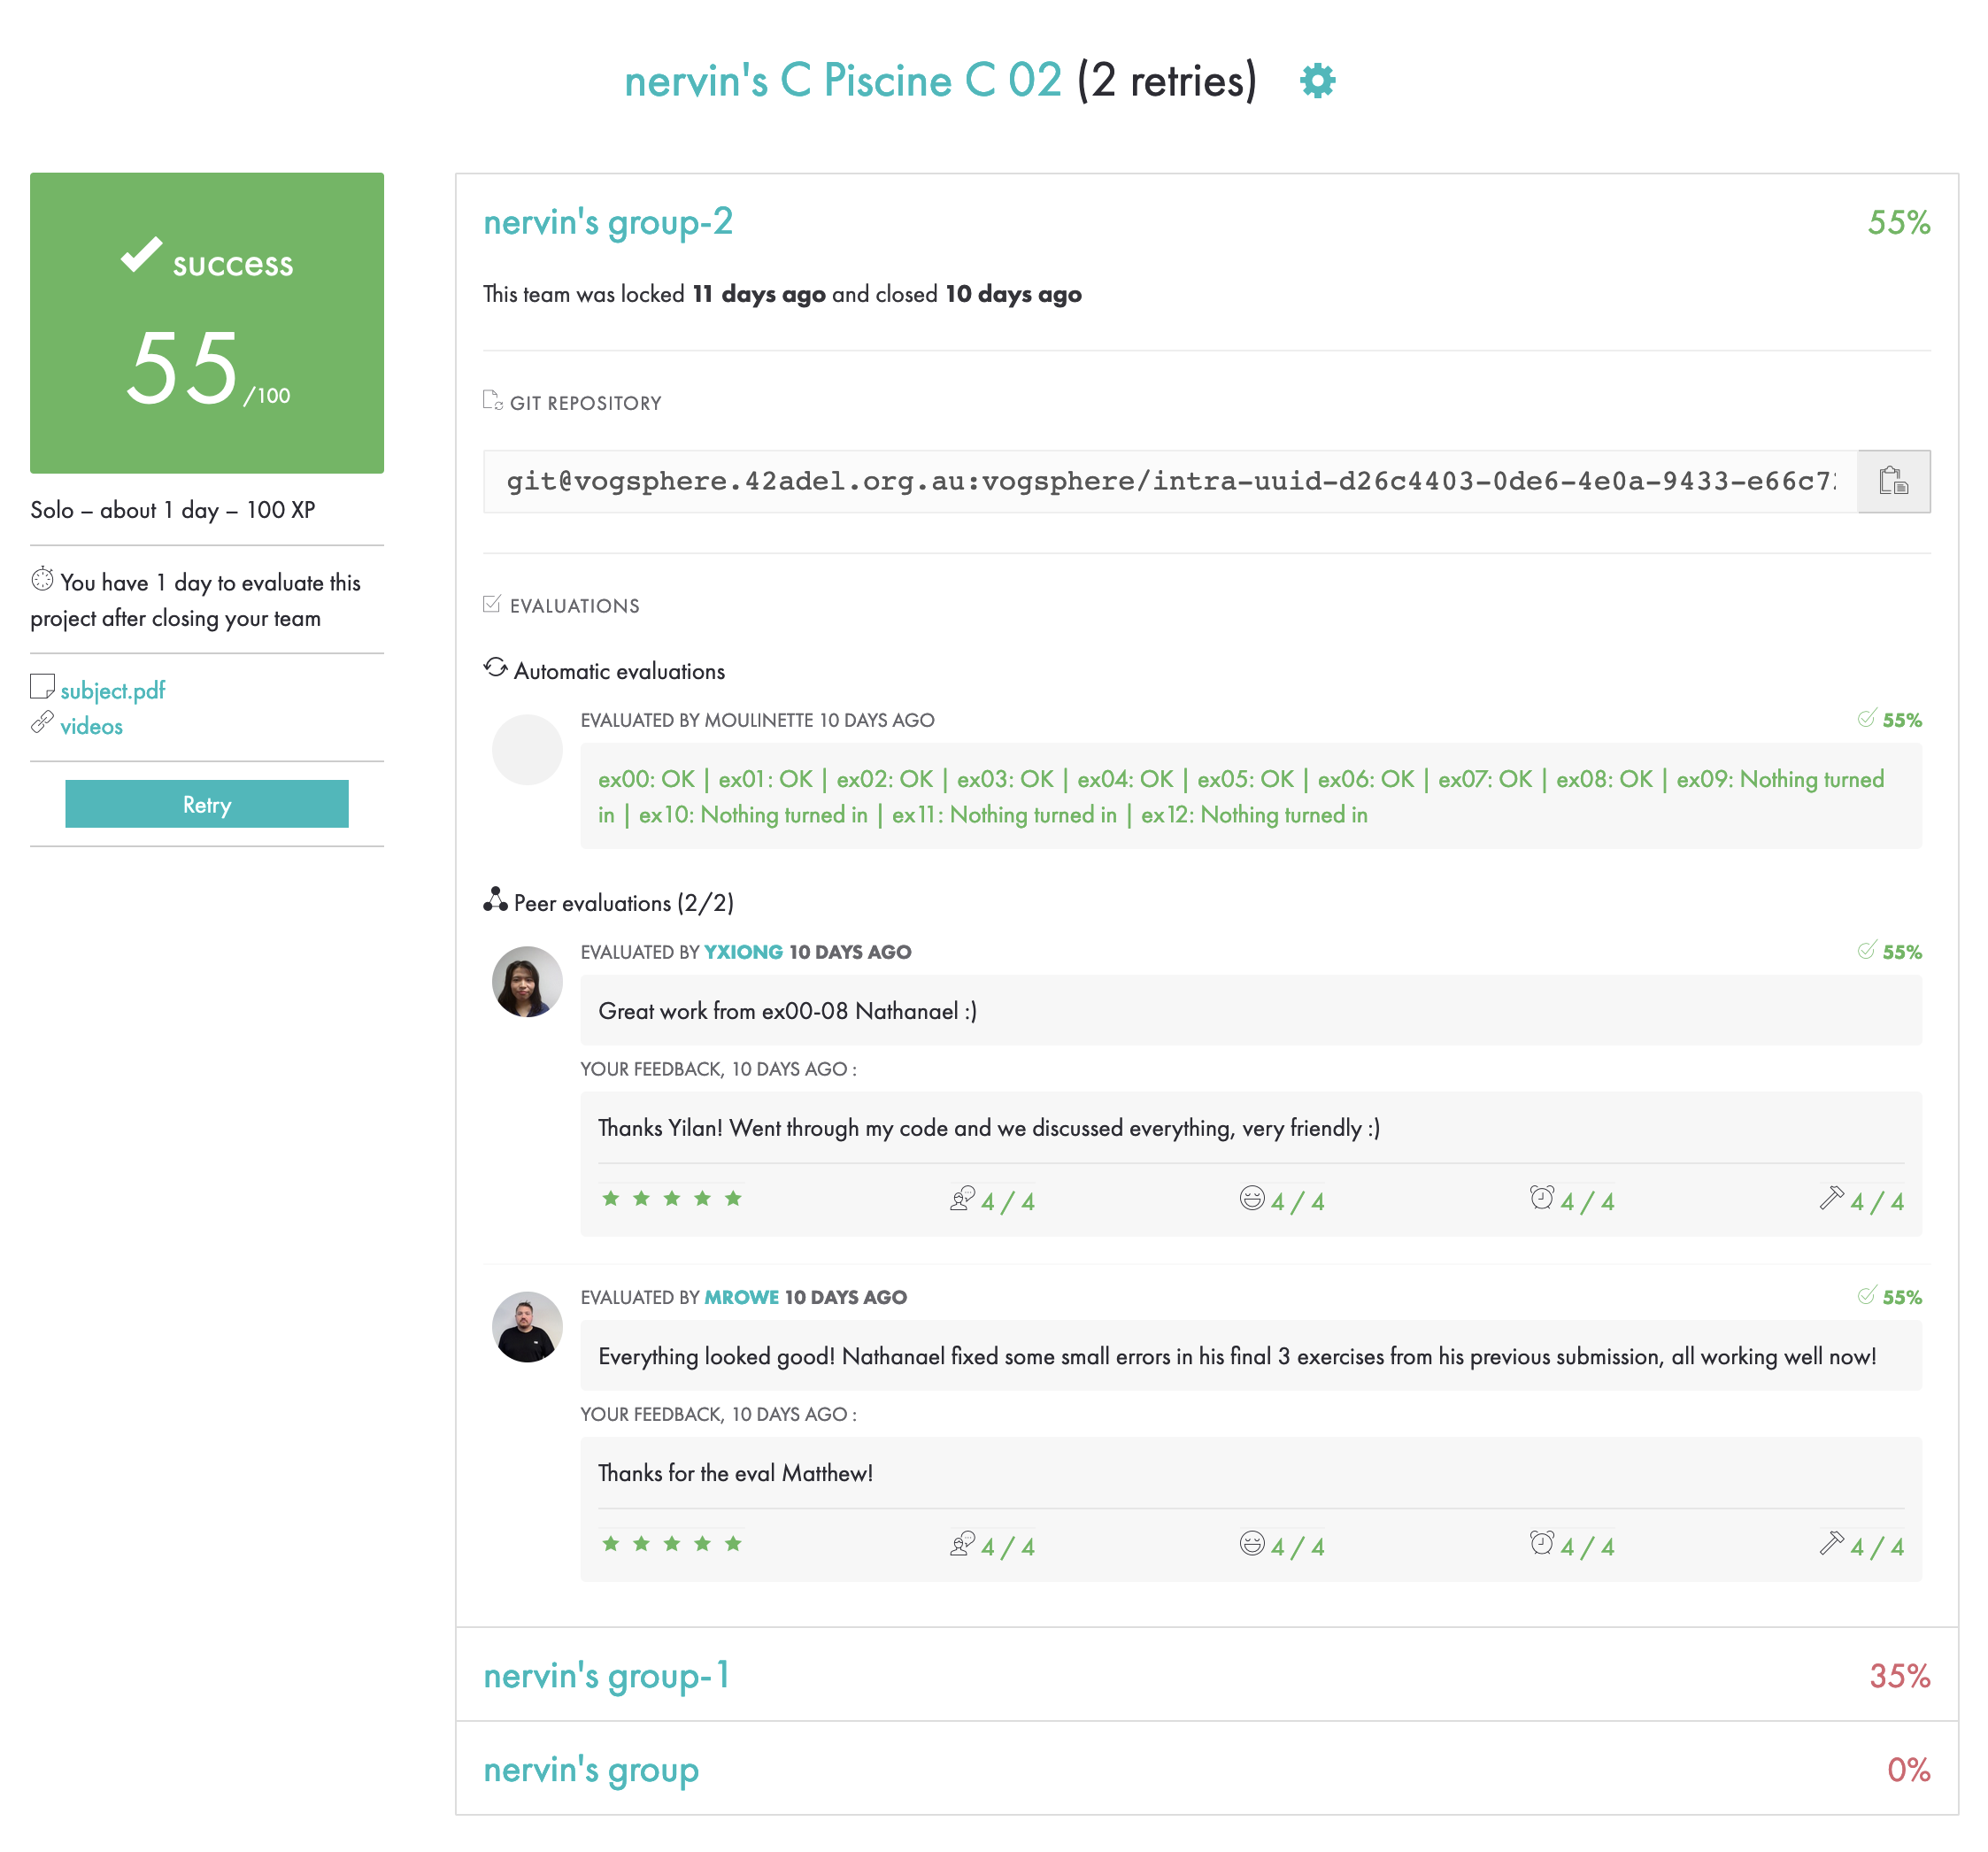 nervin's C Piscine C 02 (2 retries)
success
55/100
Solo – about 1 day – 100 XP
You have 1 day to evaluate this
project after closing your team
subject.pdf
videos
Retry
nervin's group-2 55%
This team was locked 11 days ago and closed 10 days ago
GIT REPOSITORY
git@vogsphere.42adel.org.au:vogsphere/intra-uuid-d26c4403-0de6-4e0a-9433-e66c7
EVALUATIONS
Automatic evaluations
EVALUATED BY MOULINETTE 10 DAYS AGO 55%
ex00: OK | ex01: OK | ex02: OK | ex03: OK | ex04: OK | ex05: OK | ex06: OK | ex07: OK | ex08: OK | ex09: Nothing turned
in | ex10: Nothing turned in | ex11: Nothing turned in | ex12: Nothing turned in
Peer evaluations (2/2)
EVALUATED BY YXIONG 10 DAYS AGO 55%
Great work from ex00-08 Nathanael :)
YOUR FEEDBACK, 10 DAYS AGO :
Thanks Yilan! Went through my code and we discussed everything, very friendly :)
4 / 4 4 / 4 4 / 4 4 / 4
EVALUATED BY MROWE 10 DAYS AGO 55%
Everything looked good! Nathanael fixed some small errors in his final 3 exercises from his previous submission, all working well now!
YOUR FEEDBACK, 10 DAYS AGO :
Thanks for the eval Matthew!
4 / 4 4 / 4 4 / 4 4 / 4
nervin's group-1 35%
nervin's group 0%